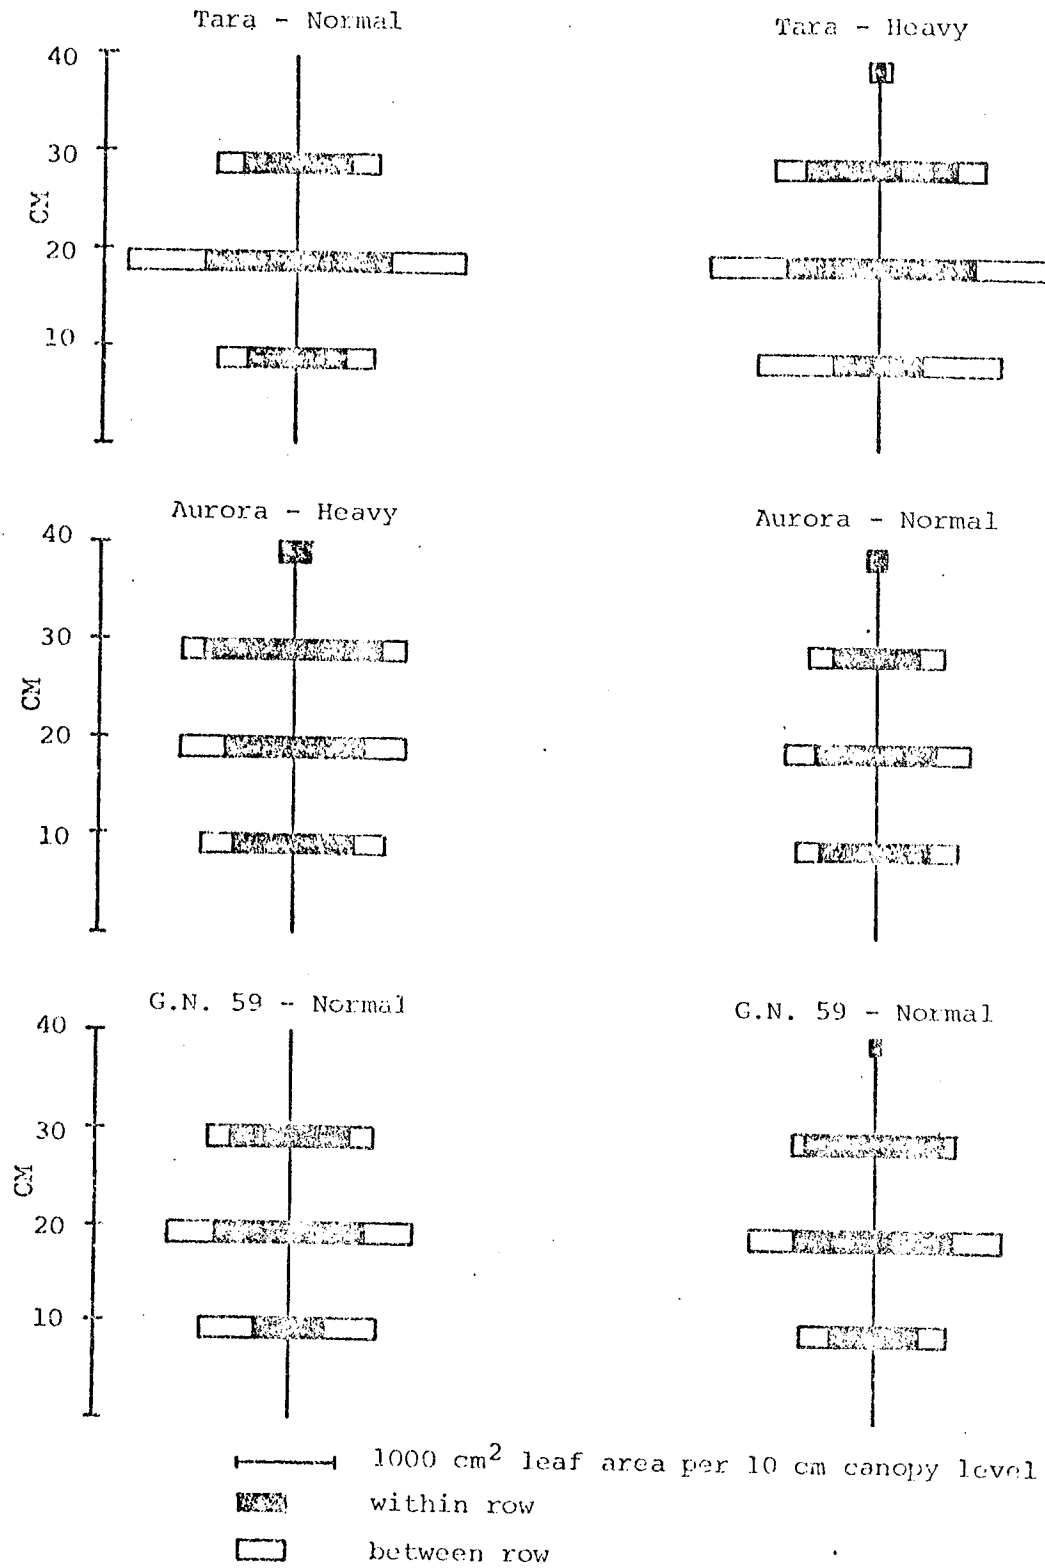 Tara - Normal
Tara - Heavy
40
30
CM
20
10
Aurora - Heavy
Aurora - Normal
40
30
CM
20
10
G.N. 59 - Normal
G.N. 59 - Normal
40
30
CM
20
10
1000 cm² leaf area per 10 cm canopy level
within row
between row